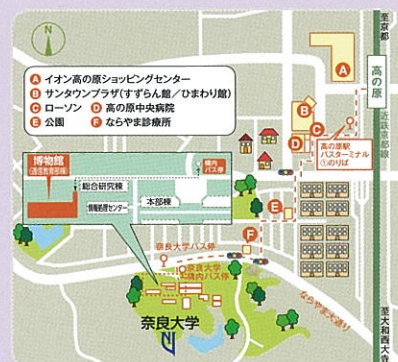 N
至京都
A イオン高の原ショッピングセンター
B サンタウンプラザ(すずらん館/ひまわり館)
C ローソン D 高の原中央病院
E 公園 F ならやま診療所
A
高の原
近鉄京都線
B
C
D
高の原駅
バスターミナル
①のりば
博物館
(通信教育部棟)
構内
バス停
総合研究棟
情報処理センター
本部棟
E
F
奈良大学バス停
奈良大学
構内バス停
ならやま大通り
奈良大学
至大和西大寺